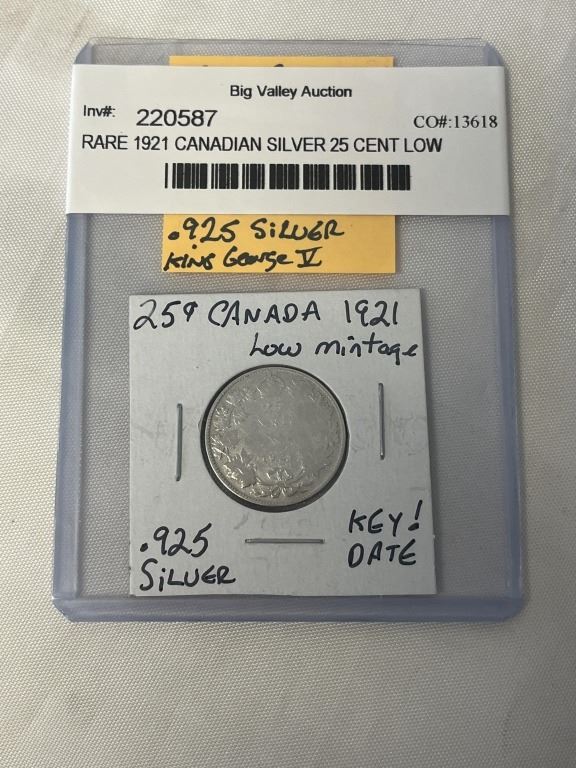 Big Valley Auction
Inv#: 220587 CO#:13618
RARE 1921 CANADIAN SILVER 25 CENT LOW
.925 SILVER
KING George V
25¢ CANADA 1921
Low mintage
.925 SILVER
KEY! DATE